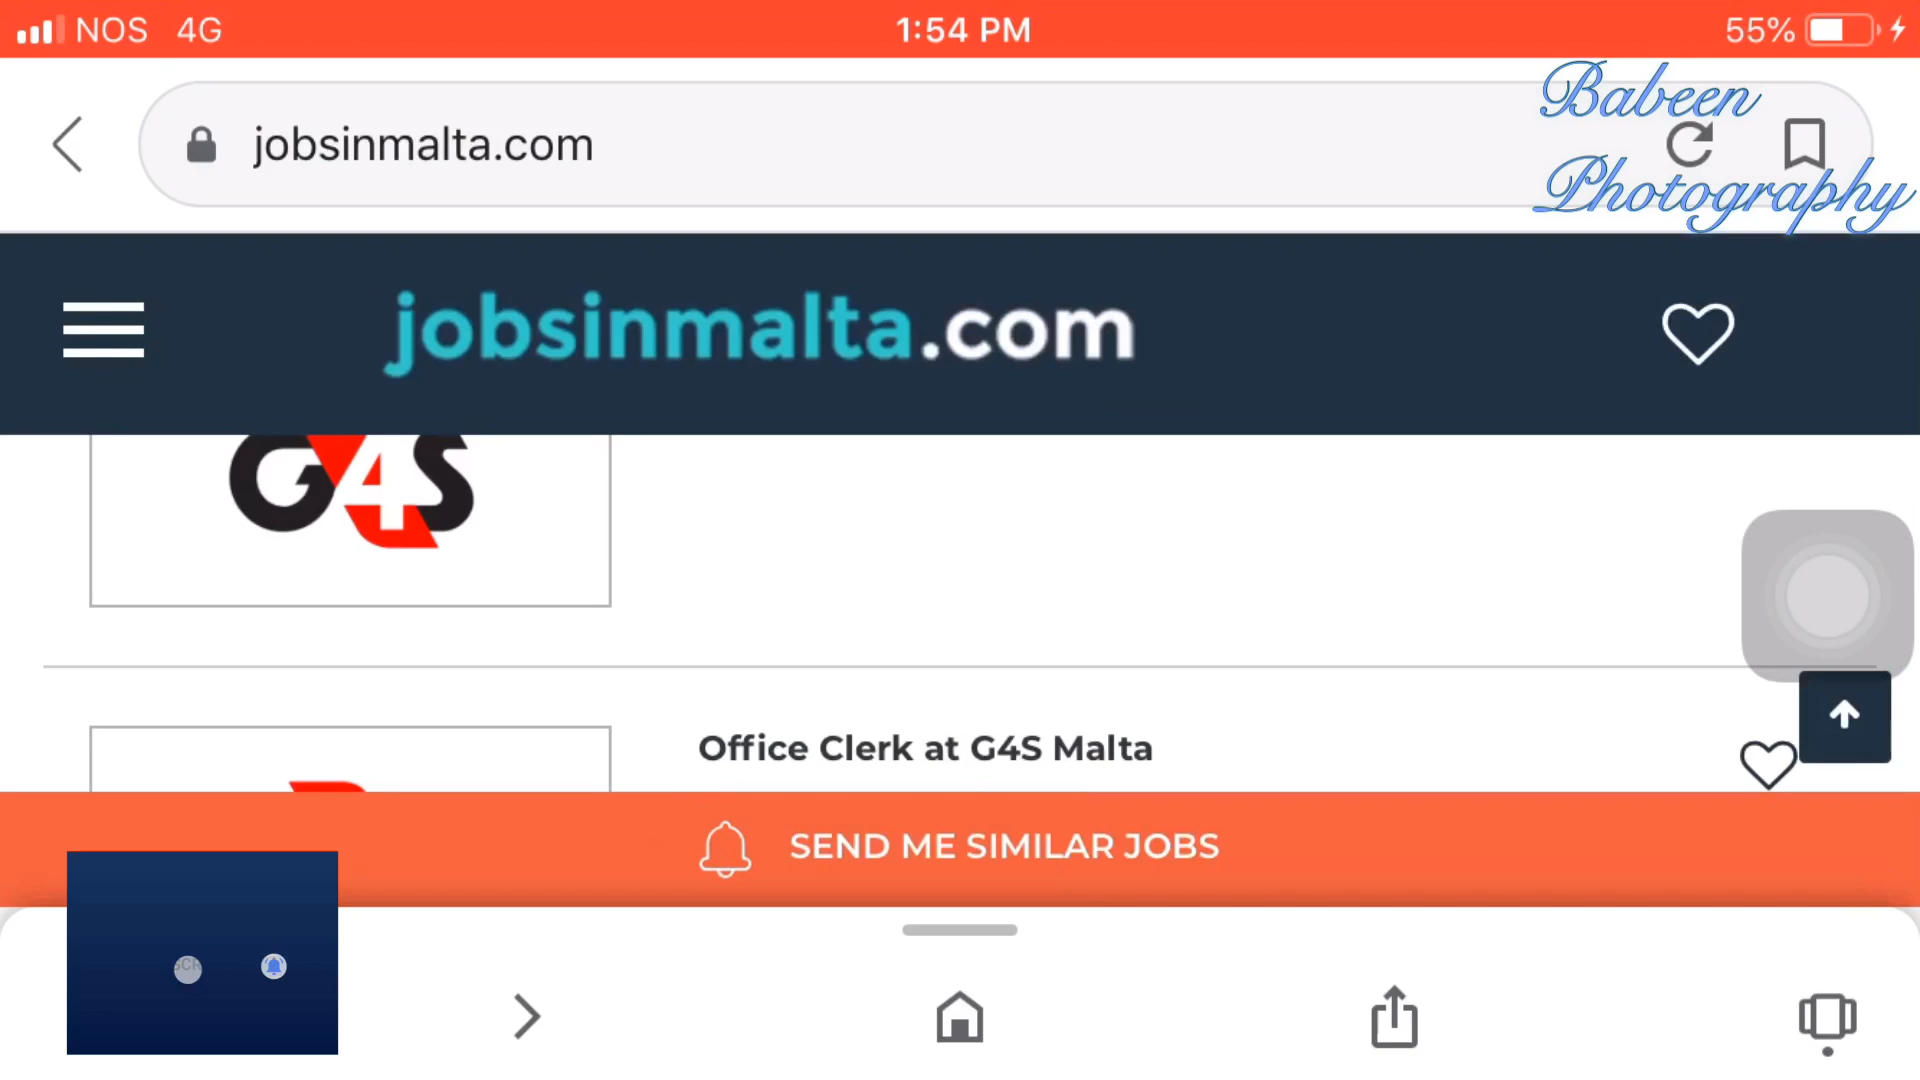 NOS 4G 1:54 PM 55%
jobsinmalta.com
Babeen
Photography
jobsinmalta.com
G4S
Office Clerk at G4S Malta
SEND ME SIMILAR JOBS
SCR